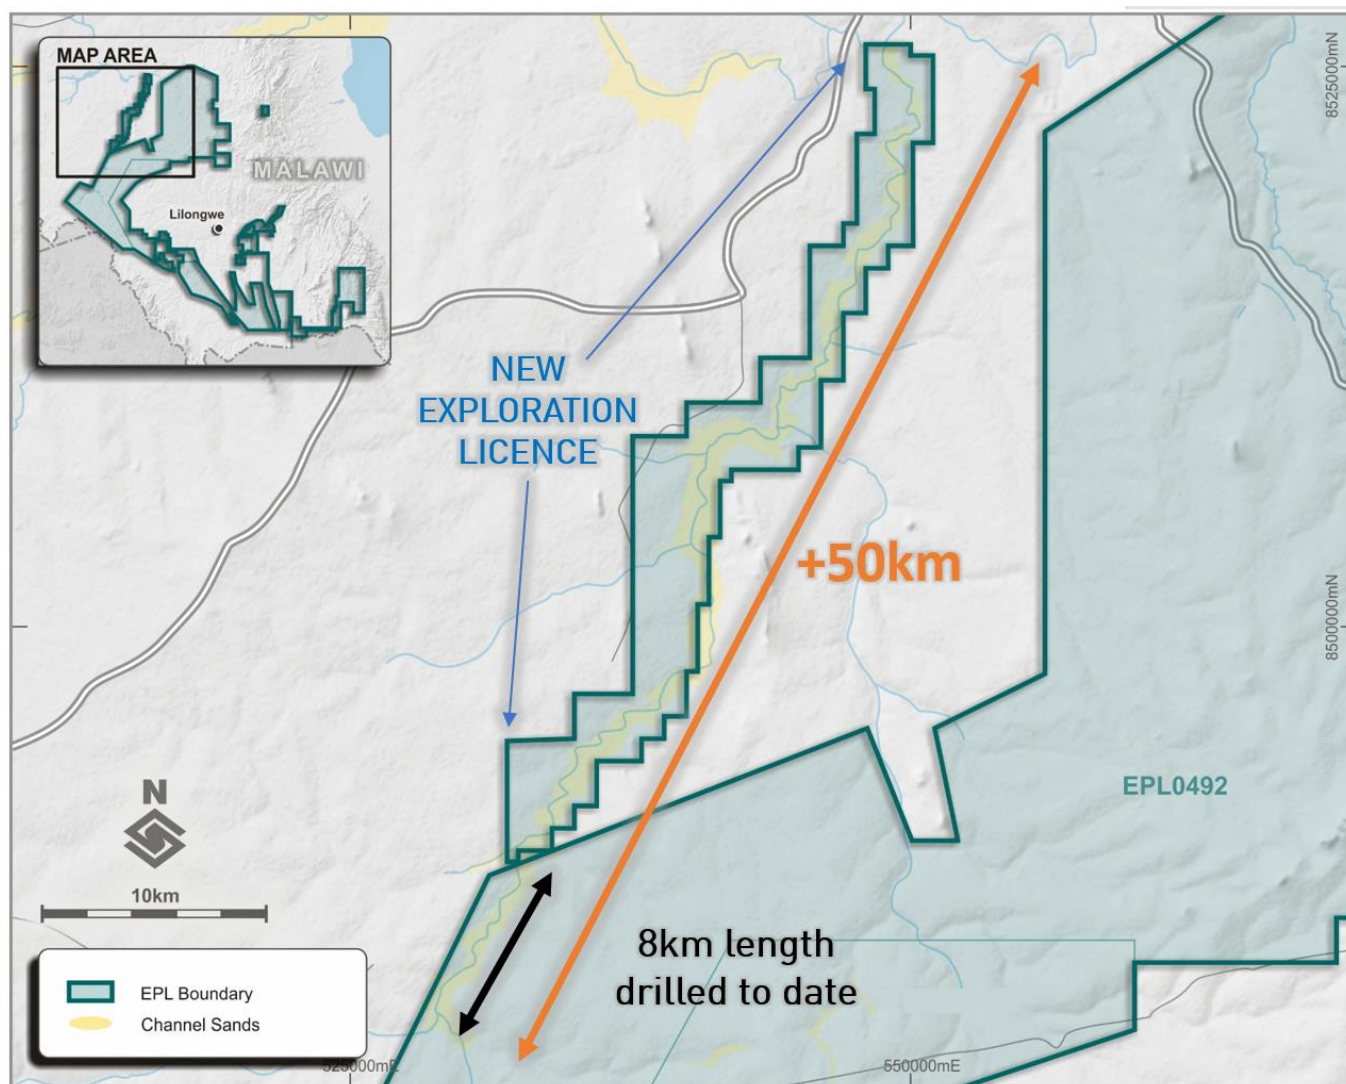 MAP AREA
MALAWI
Lilongwe
8525000mN
NEW
EXPLORATION
LICENCE
+50km
8500000mN
EPL0492
N
10km
8km length
drilled to date
EPL Boundary
Channel Sands
525000mE
550000mE